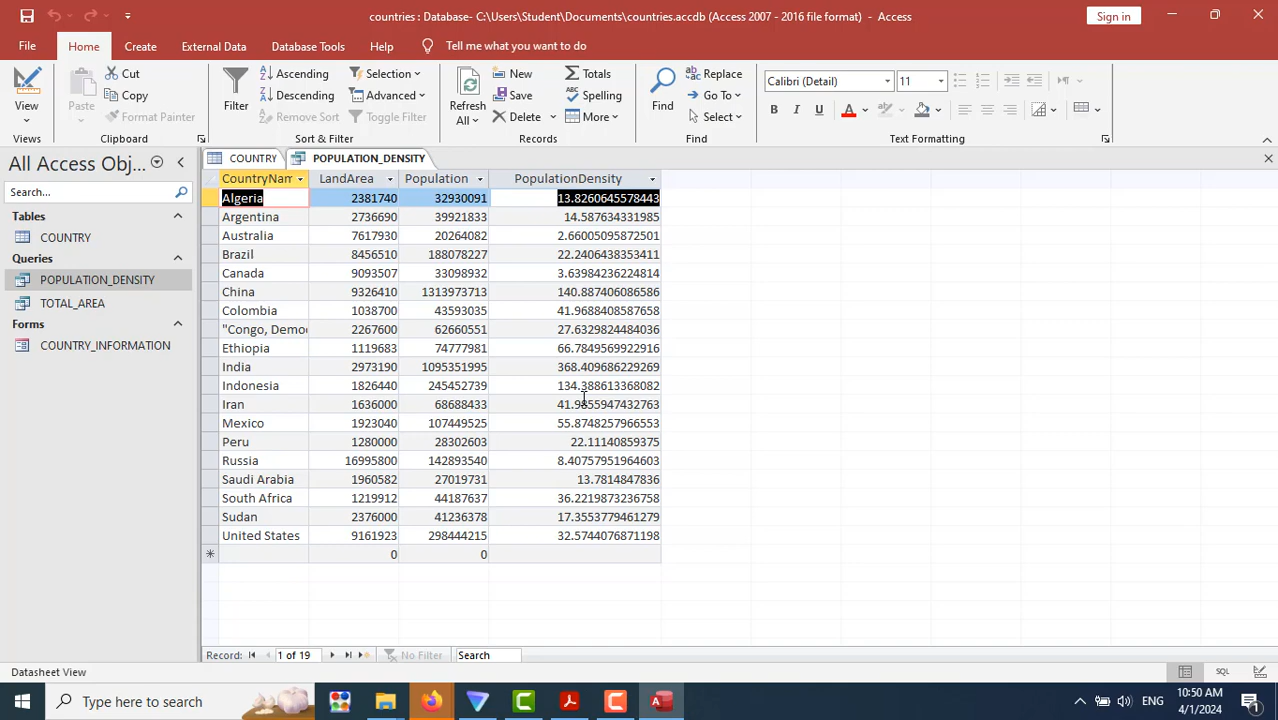 countries : Database- C:\Users\Student\Documents\countries.accdb (Access 2007 - 2016 file format) - Access
Sign in
File Home Create External Data Database Tools Help Tell me what you want to do
View
Views
Paste
Cut
Copy
Format Painter
Clipboard
Filter
Ascending
Descending
Remove Sort
Selection
Advanced
Toggle Filter
Sort & Filter
Refresh All
New
Save
Delete
Totals
Spelling
More
Records
Find
Replace
Go To
Select
Find
Calibri (Detail) 11
B I U A
Text Formatting
All Access Obj...
Search...
Tables
COUNTRY
Queries
POPULATION_DENSITY
TOTAL_AREA
Forms
COUNTRY_INFORMATION
COUNTRY POPULATION_DENSITY
CountryNam LandArea Population PopulationDensity
Algeria 2381740 32930091 13.8260645578443
Argentina 2736690 39921833 14.587634331985
Australia 7617930 20264082 2.66005095872501
Brazil 8456510 188078227 22.2406438353411
Canada 9093507 33098932 3.63984236224814
China 9326410 1313973713 140.887406086586
Colombia 1038700 43593035 41.9688408587658
"Congo, Demo 2267600 62660551 27.6329824484036
Ethiopia 1119683 74777981 66.7849569922916
India 2973190 1095351995 368.409686229269
Indonesia 1826440 245452739 134.388613368082
Iran 1636000 68688433 41.9855947432763
Mexico 1923040 107449525 55.8748257966553
Peru 1280000 28302603 22.11140859375
Russia 16995800 142893540 8.40757951964603
Saudi Arabia 1960582 27019731 13.7814847836
South Africa 1219912 44187637 36.2219873236758
Sudan 2376000 41236378 17.3553779461279
United States 9161923 298444215 32.5744076871198
* 0 0
Record: 1 of 19 No Filter Search
Datasheet View SQL
Type here to search
ENG
10:50 AM
4/1/2024
1